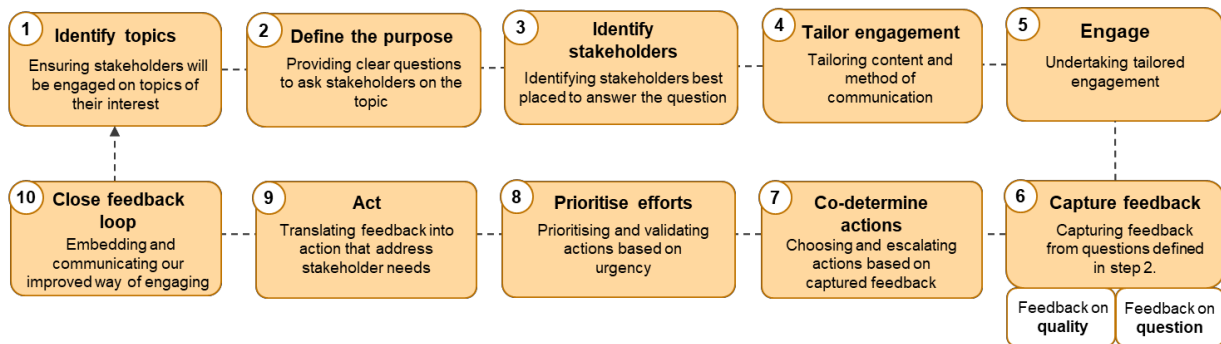 1
Identify topics
Ensuring stakeholders will
be engaged on topics of
their interest
2
Define the purpose
Providing clear questions
to ask stakeholders on the
topic
3
Identify
stakeholders
Identifying stakeholders best
placed to answer the question
4
Tailor engagement
Tailoring content and
method of
communication
5
Engage
Undertaking tailored
engagement
10
Close feedback
loop
Embedding and
communicating our
improved way of engaging
9
Act
Translating feedback into
action that address
stakeholder needs
8
Prioritise efforts
Prioritising and validating
actions based on
urgency
7
Co-determine
actions
Choosing and escalating
actions based on
captured feedback
6
Capture feedback
Capturing feedback
from questions defined
in step 2.
Feedback on
quality
Feedback on
question